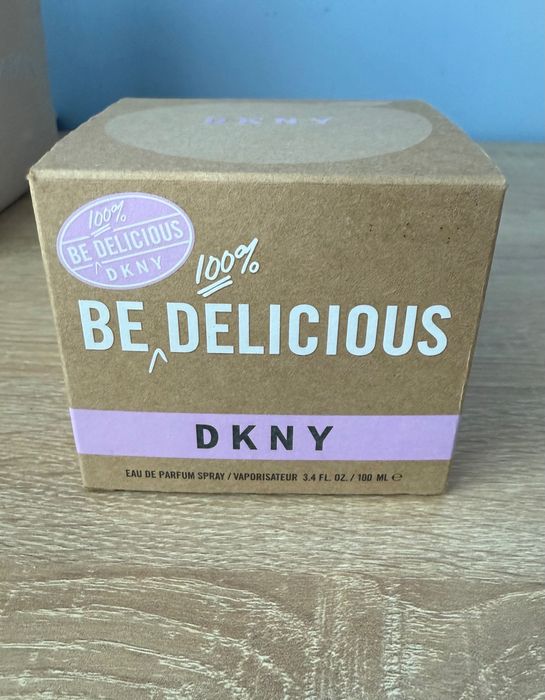 DKNY
100%
BE DELICIOUS
DKNY
100%
BE DELICIOUS
DKNY
EAU DE PARFUM SPRAY / VAPORISATEUR 3.4 FL. OZ. / 100 ML ℮